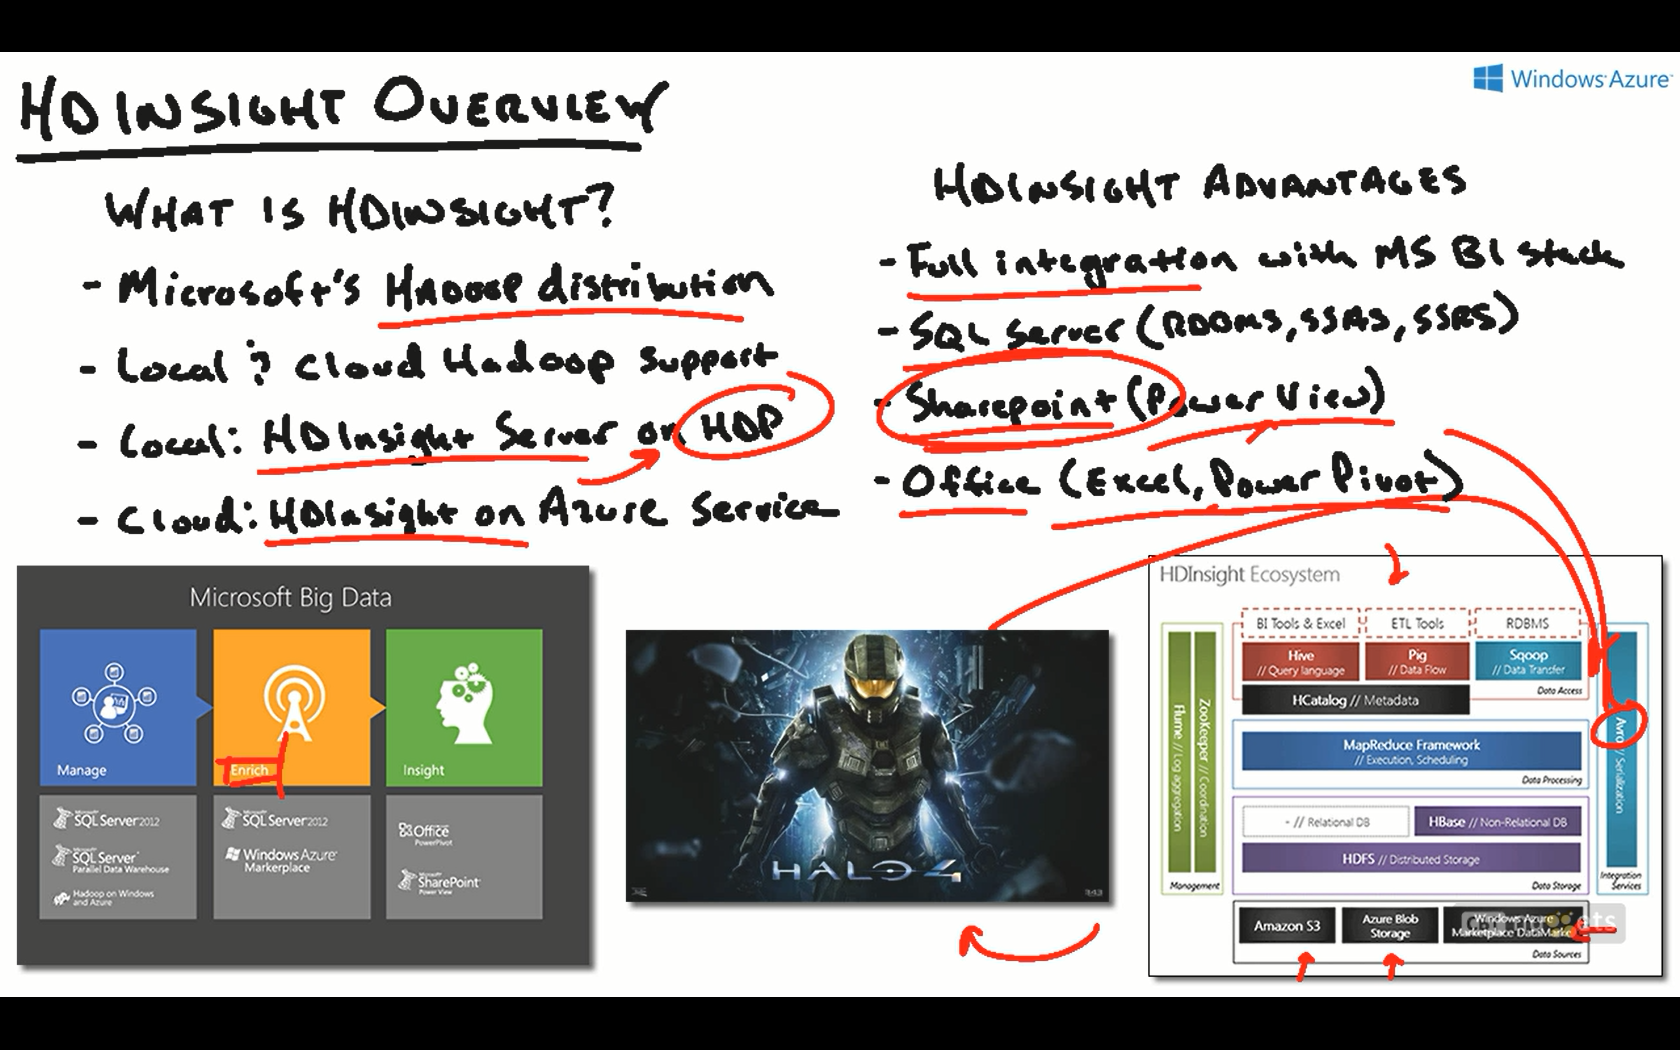 HDINSIGHT OVERVIEW
Windows Azure
WHAT IS HDINSIGHT?
- Microsoft's HADOOP distribution
- Local & Cloud Hadoop support
- Local: HDInsight Server on HDP
- Cloud: HDInsight on Azure Service
HDINSIGHT ADVANTAGES
- Full integration with MS BI stack
- SQL Server (RDBMS, SSAS, SSRS)
- Sharepoint (Power View)
- Office (Excel, Power Pivot)
Microsoft Big Data
Manage
Enrich
Insight
Microsoft
SQL Server 2012
Microsoft
SQL Server
Parallel Data Warehouse
Hadoop on Windows
and Azure
Microsoft
SQL Server 2012
Windows Azure
Marketplace
Microsoft
Office
PowerPivot
Microsoft
SharePoint
Power View
HALO 4
343
HDInsight Ecosystem
BI Tools & Excel
ETL Tools
RDBMS
Hive
// Query language
Pig
// Data Flow
Sqoop
// Data Transfer
Data Access
HCatalog // Metadata
MapReduce Framework
// Execution, Scheduling
Data Processing
- // Relational DB
HBase // Non-Relational DB
HDFS // Distributed Storage
Data Storage
Flume // Log aggregation
ZooKeeper // Coordination
Management
Avro // Serialization
Integration
Services
Amazon S3
Azure Blob
Storage
Windows Azure
Marketplace DataMarket
Data Sources